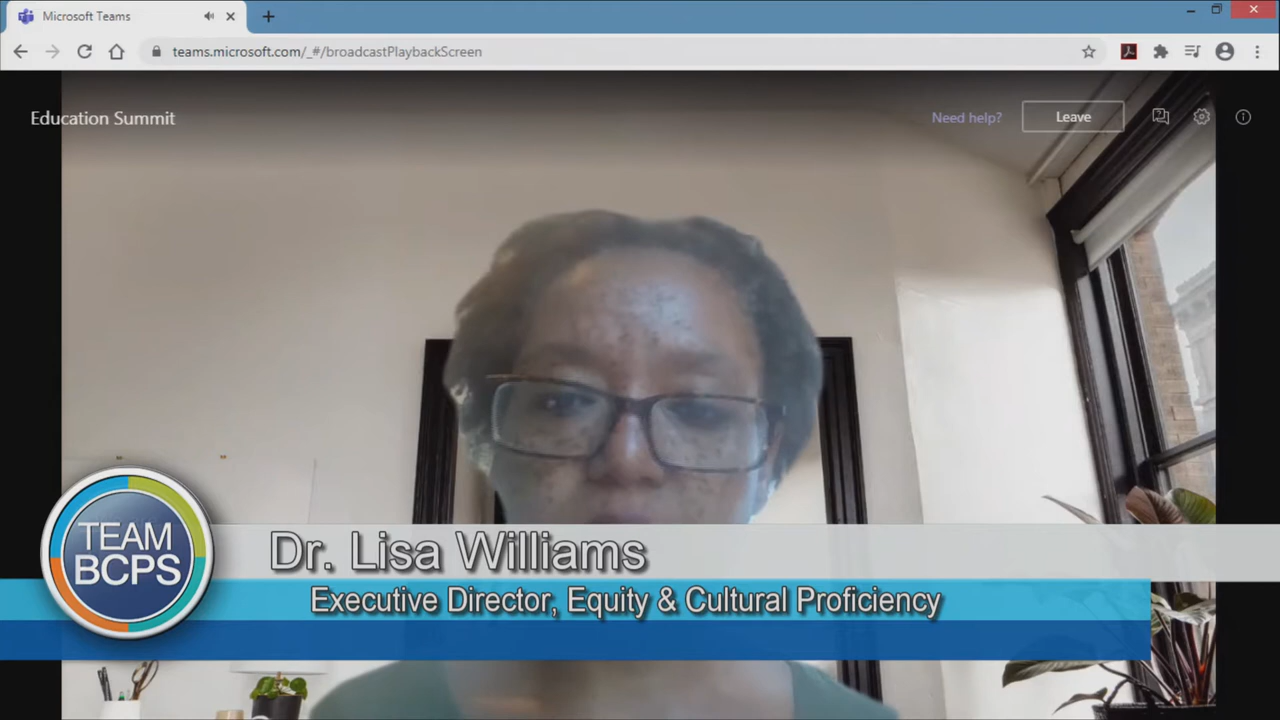 Microsoft Teams
teams.microsoft.com/_#/broadcastPlaybackScreen
Education Summit
Need help?
Leave
TEAM
BCPS
Dr. Lisa Williams
Executive Director, Equity & Cultural Proficiency